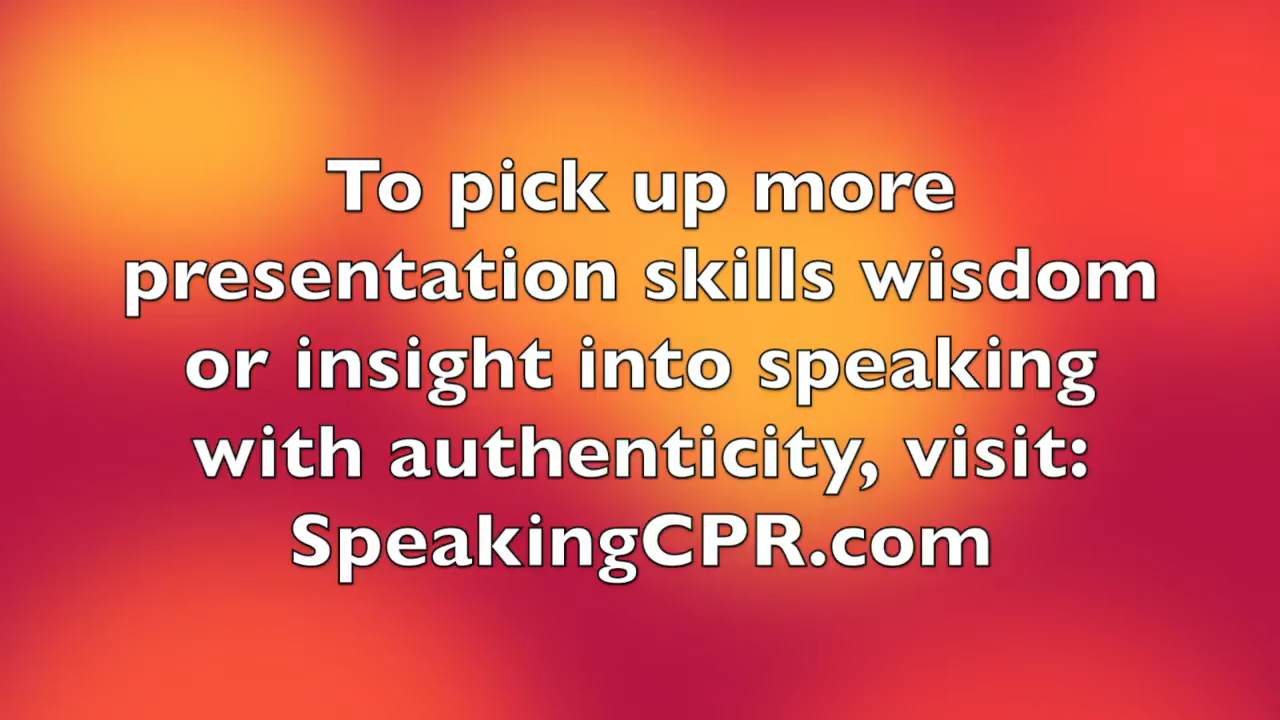 To pick up more
presentation skills wisdom
or insight into speaking
with authenticity, visit:
SpeakingCPR.com